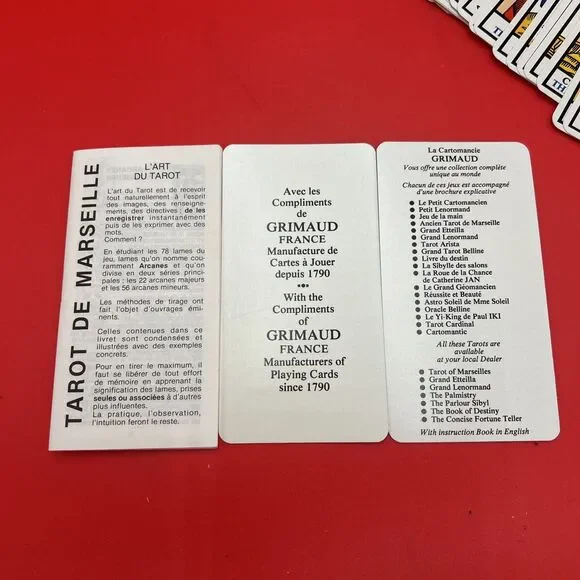 TAROT DE MARSEILLE
L'ART
DU TAROT
L'art du Tarot est de recevoir
tout naturellement à l'esprit
des images, des renseigne-
ments, des directives ; de les
enregistrer instantanément
puis de les exprimer avec des
mots.
Comment ?
En étudiant les 78 lames du
jeu, lames qu'on nomme cou-
ramment Arcanes et qu'on
divise en deux séries princi-
pales ; les 22 arcanes majeurs
et les 56 arcanes mineurs.
Les méthodes de tirage ont
fait l'objet d'ouvrages émi-
nents.
Celles contenues dans ce
livret sont condensées et
illustrées avec des exemples
concrets.
Pour en tirer le maximum, il
faut se libérer de tout effort
de mémoire en apprenant la
signification des lames, prises
seules ou associées à d'autres
plus influentes.
La pratique, l'observation,
l'intuition feront le reste.
Avec les
Compliments
de
GRIMAUD
FRANCE
Manufacture de
Cartes à Jouer
depuis 1790
With the
Compliments
of
GRIMAUD
FRANCE
Manufacturers of
Playing Cards
since 1790
La Cartomancie
GRIMAUD
Vous offre une collection complète
unique au monde
Chacun de ces jeux est accompagné
d'une brochure explicative
● Le Petit Cartomancien
● Petit Lenormand
● Jeu de la main
● Ancien Tarot de Marseille
● Grand Etteilla
● Grand Lenormand
● Tarot Arista
● Grand Tarot Belline
● Livre du destin
● La Sibylle des salons
● La Roue de la Chance
de Catherine JAN
● Le Grand Géomancien
● Réussite et Beauté
● Astro Soleil de Mme Soleil
● Oracle Belline
● Le Yi-King de Paul IKI
● Tarot Cardinal
● Cartomantic
All these Tarots are
available
at your local Dealer
● Tarot of Marseilles
● Grand Etteilla
● Grand Lenormand
● The Palmistry
● The Parlour Sibyl
● The Book of Destiny
● The Concise Fortune Teller
With instruction Book in English